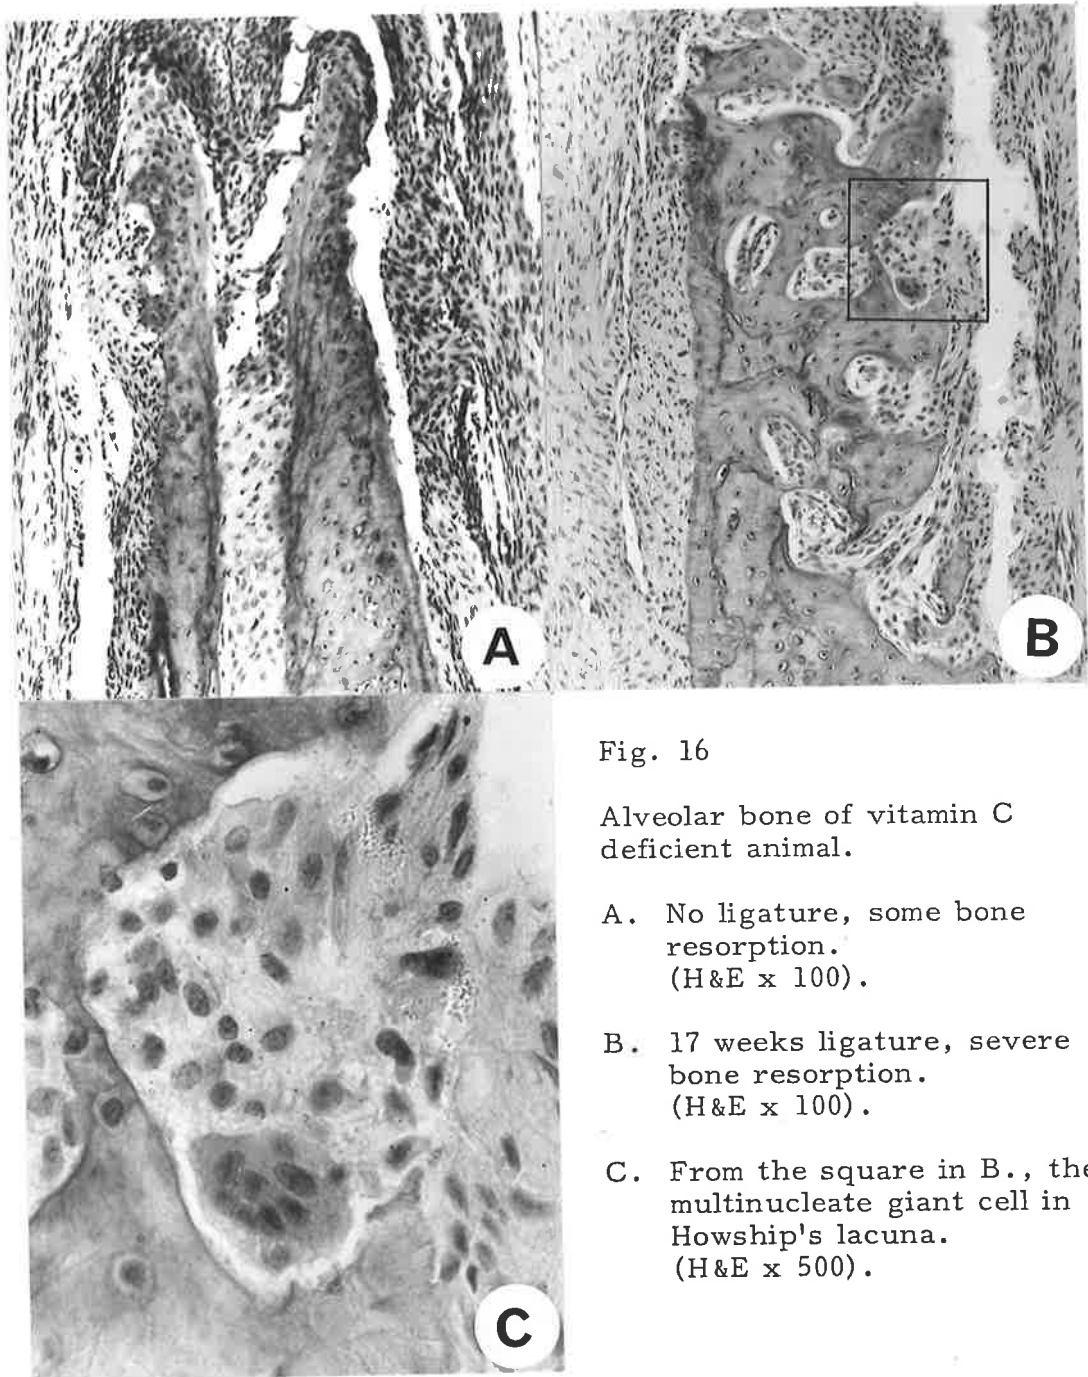 A
B
C
Fig. 16
Alveolar bone of vitamin C
deficient animal.
A. No ligature, some bone
resorption.
(H&E x 100).
B. 17 weeks ligature, severe
bone resorption.
(H&E x 100).
C. From the square in B., the
multinucleate giant cell in
Howship's lacuna.
(H&E x 500).